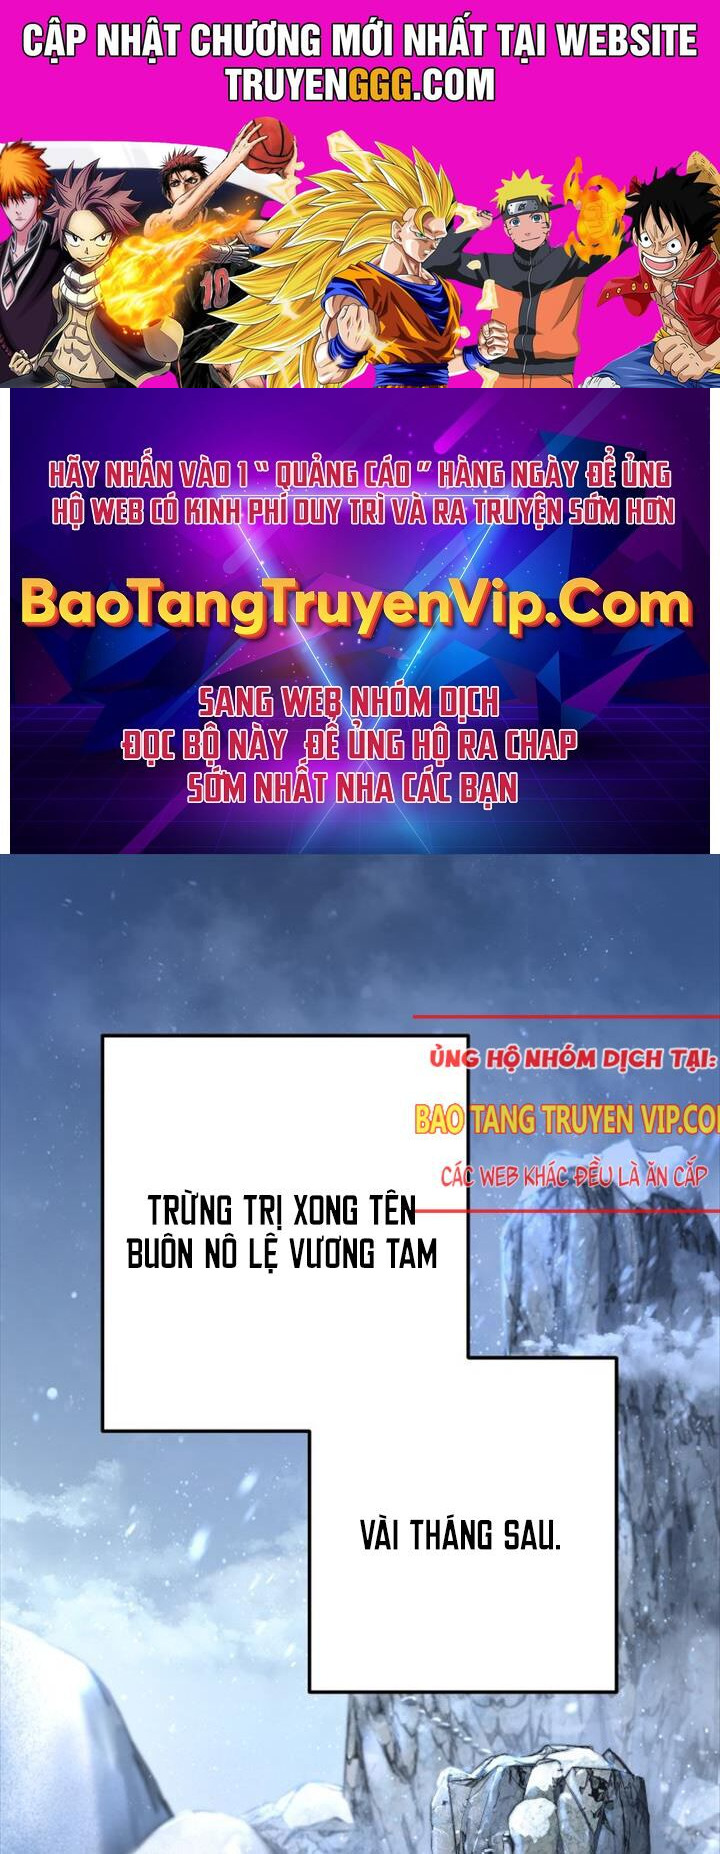 CẬP NHẬT CHƯƠNG MỚI NHẤT TẠI WEBSITE
TRUYENGGG.COM
10
HÃY NHẤN VÀO 1 “ QUẢNG CÁO ” HÀNG NGÀY ĐỂ ỦNG
HỘ WEB CÓ KINH PHÍ DUY TRÌ VÀ RA TRUYỆN SỚM HƠN
BaoTangTruyenVip.Com
SANG WEB NHÓM DỊCH
ĐỌC BỘ NÀY ĐỂ ỦNG HỘ RA CHAP
SỚM NHẤT NHA CÁC BẠN
ỦNG HỘ NHÓM DỊCH TẠI:
BAO TANG TRUYEN VIP.COM
CÁC WEB KHÁC ĐỀU LÀ ĂN CẮP
TRỪNG TRỊ XONG TÊN
BUÔN NÔ LỆ VƯƠNG TAM
VÀI THÁNG SAU.